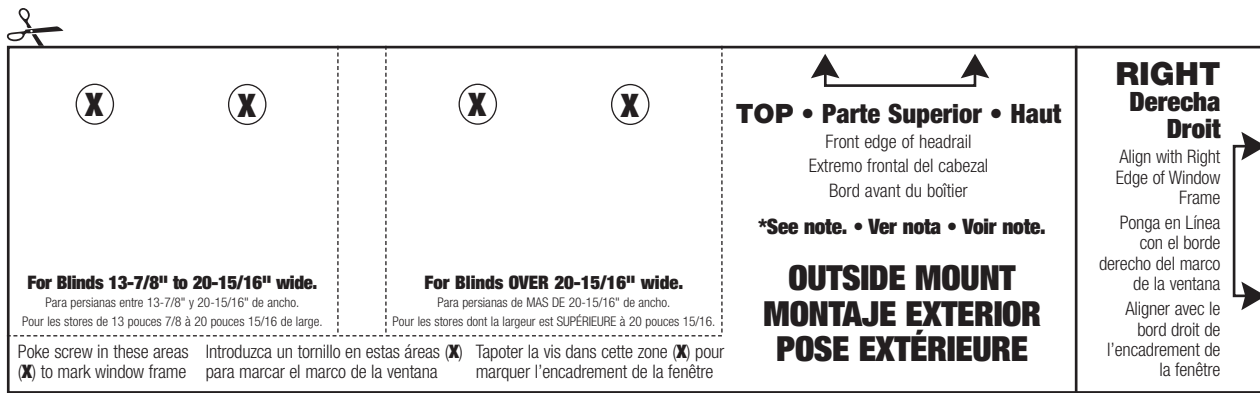 X X
For Blinds 13-7/8" to 20-15/16" wide.
Para persianas entre 13-7/8" y 20-15/16" de ancho.
Pour les stores de 13 pouces 7/8 à 20 pouces 15/16 de large.
X X
For Blinds OVER 20-15/16" wide.
Para persianas de MAS DE 20-15/16" de ancho.
Pour les stores dont la largeur est SUPÉRIEURE à 20 pouces 15/16.
Poke screw in these areas
(X) to mark window frame
Introduzca un tornillo en estas áreas (X)
para marcar el marco de la ventana
Tapoter la vis dans cette zone (X) pour
marquer l'encadrement de la fenêtre
TOP • Parte Superior • Haut
Front edge of headrail
Extremo frontal del cabezal
Bord avant du boîtier
*See note. • Ver nota • Voir note.
OUTSIDE MOUNT
MONTAJE EXTERIOR
POSE EXTÉRIEURE
RIGHT
Derecha
Droit
Align with Right
Edge of Window
Frame
Ponga en Línea
con el borde
derecho del marco
de la ventana
Aligner avec le
bord droit de
l'encadrement de
la fenêtre